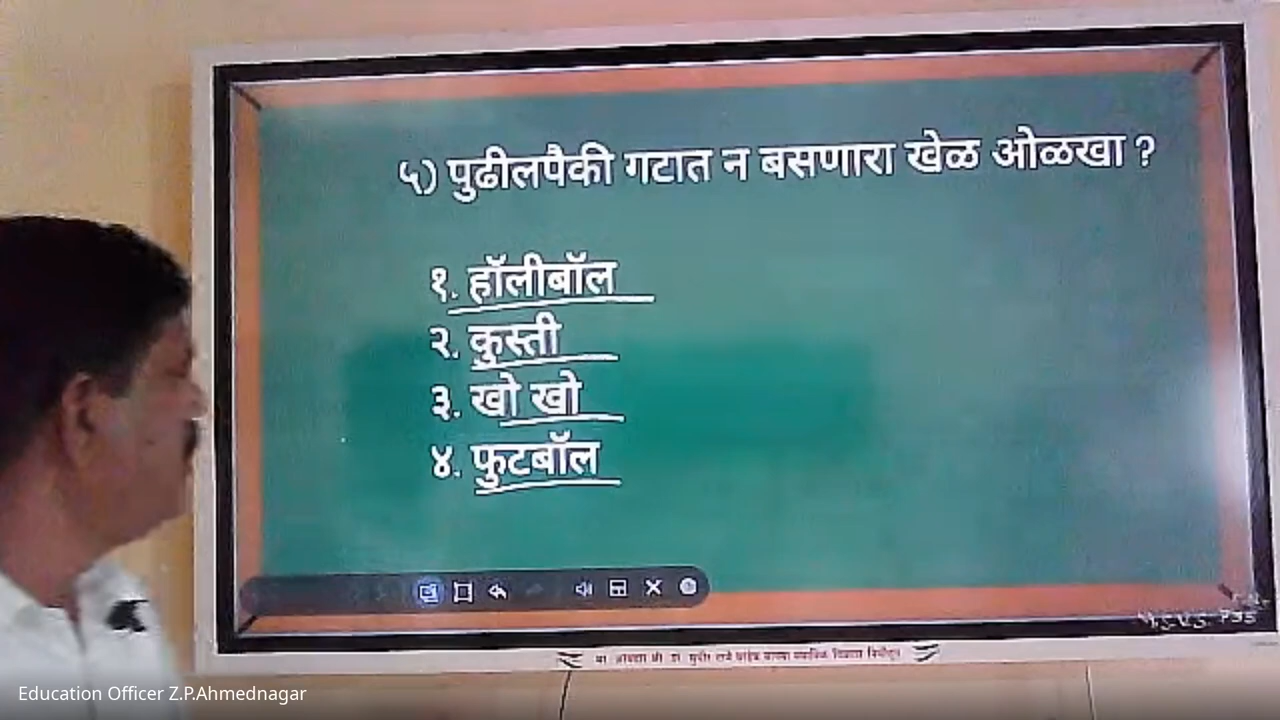 ५) पुढीलपैकी गटात न बसणारा खेळ ओळखा ?
१. हॉलीबॉल
२. कुस्ती
३. खो खो
४. फुटबॉल
Education Officer Z.P.Ahmednagar